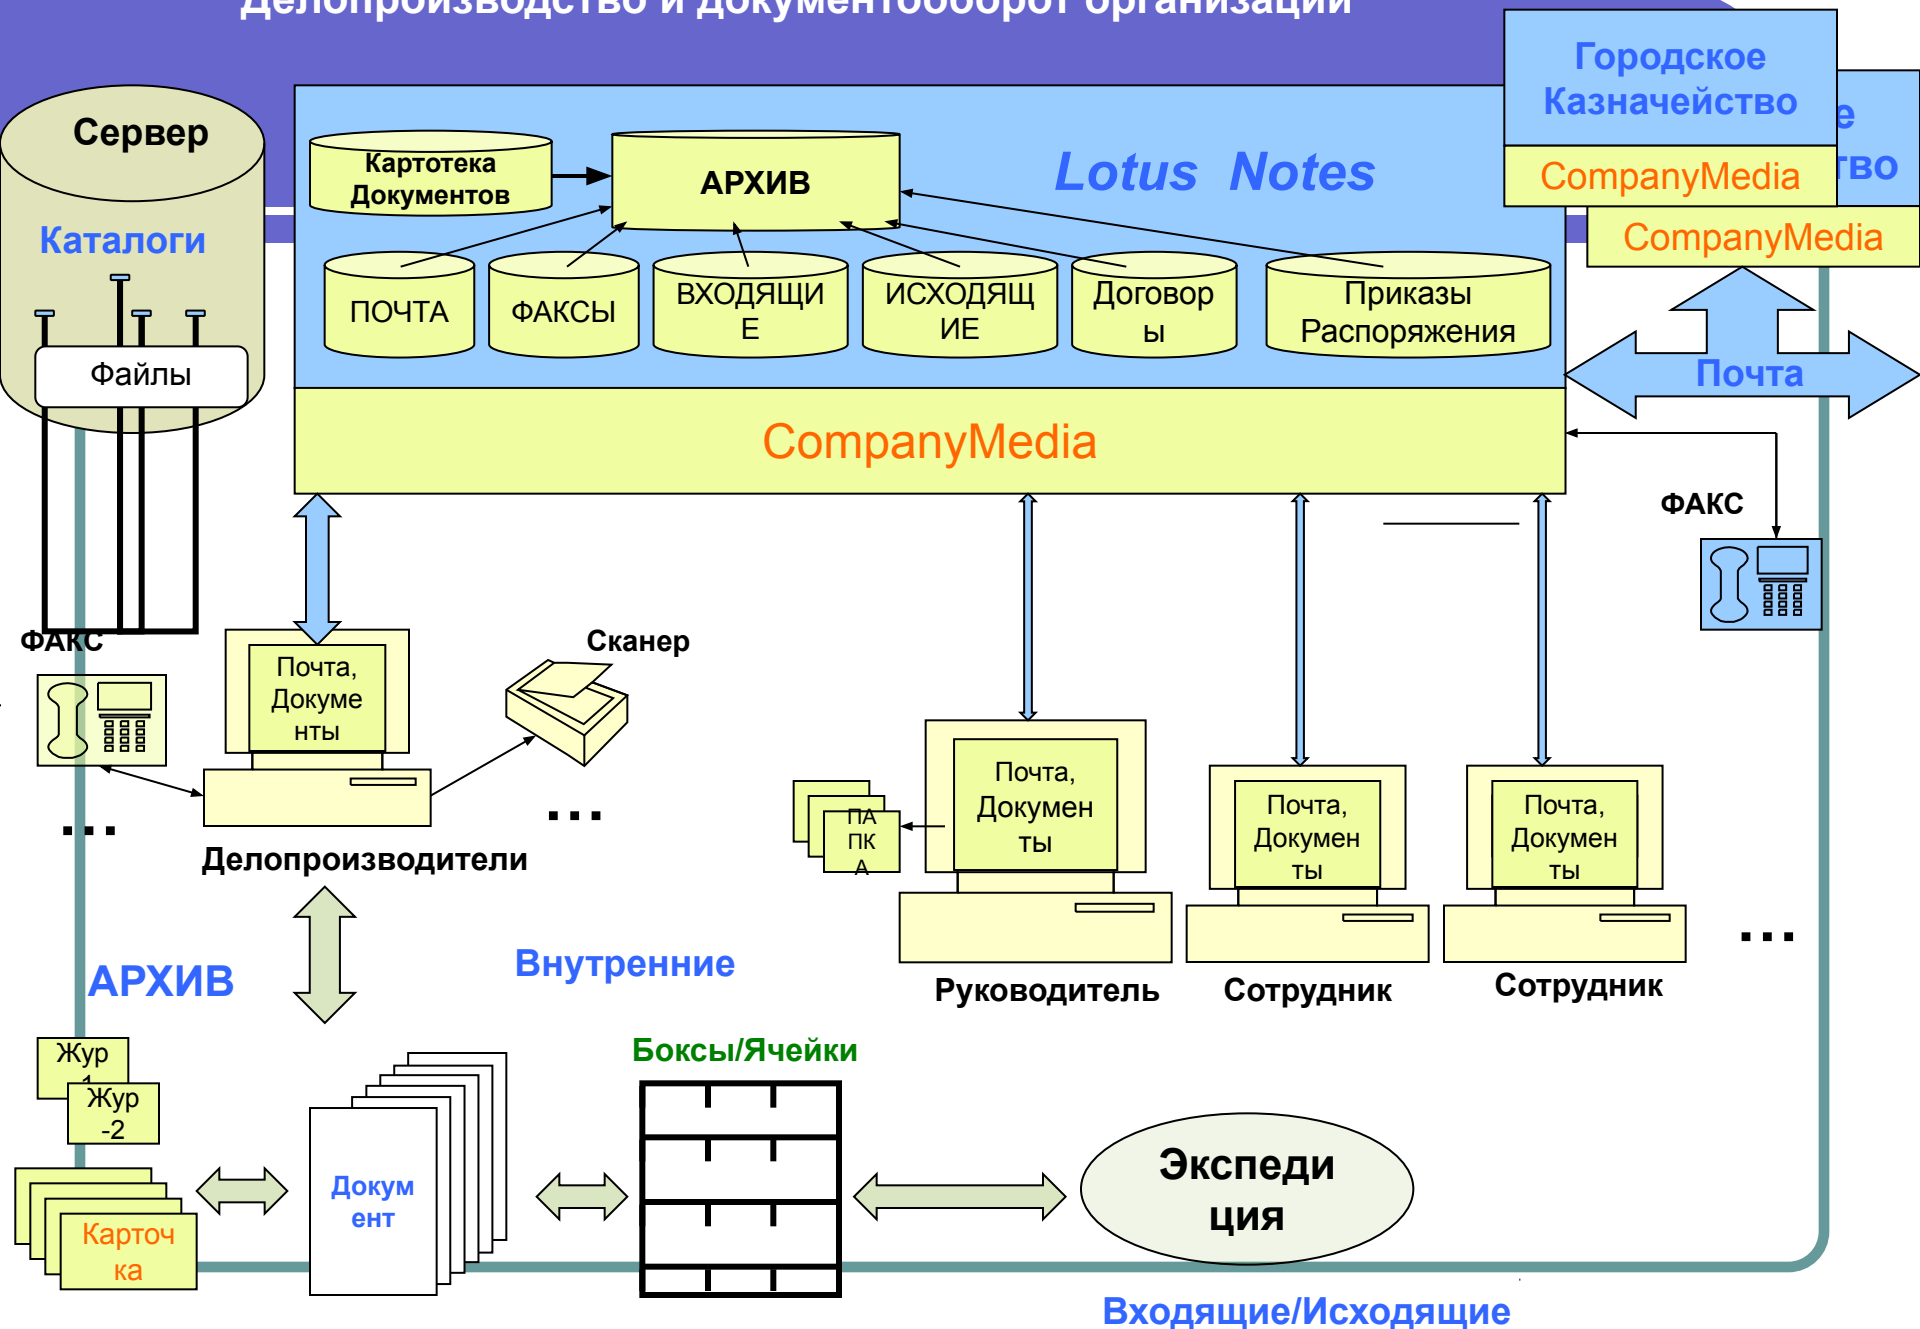 Делопроизводство и документооборот организации
Городское
Казначейство
CompanyMedia
е
тво
CompanyMedia
Сервер
Каталоги
Файлы
Картотека
Документов
АРХИВ
Lotus Notes
ПОЧТА
ФАКСЫ
ВХОДЯЩИ
Е
ИСХОДЯЩ
ИЕ
Договор
ы
Приказы
Распоряжения
Почта
CompanyMedia
ФАКС
ФАКС
Почта,
Докуме
нты
Сканер
...
...
Делопроизводители
ПА
ПК
А
Почта,
Докумен
ты
Почта,
Докумен
ты
Почта,
Докумен
ты
...
Руководитель
Сотрудник
Сотрудник
АРХИВ
Внутренние
Жур
Жур
-2
Карточ
ка
Докум
ент
Боксы/Ячейки
Экспеди
ция
Входящие/Исходящие